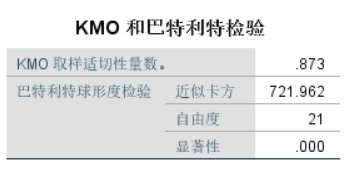 KMO 和巴特利特检验
KMO 取样适切性量数。 .873
巴特利特球形度检验 近似卡方 721.962
自由度 21
显著性 .000